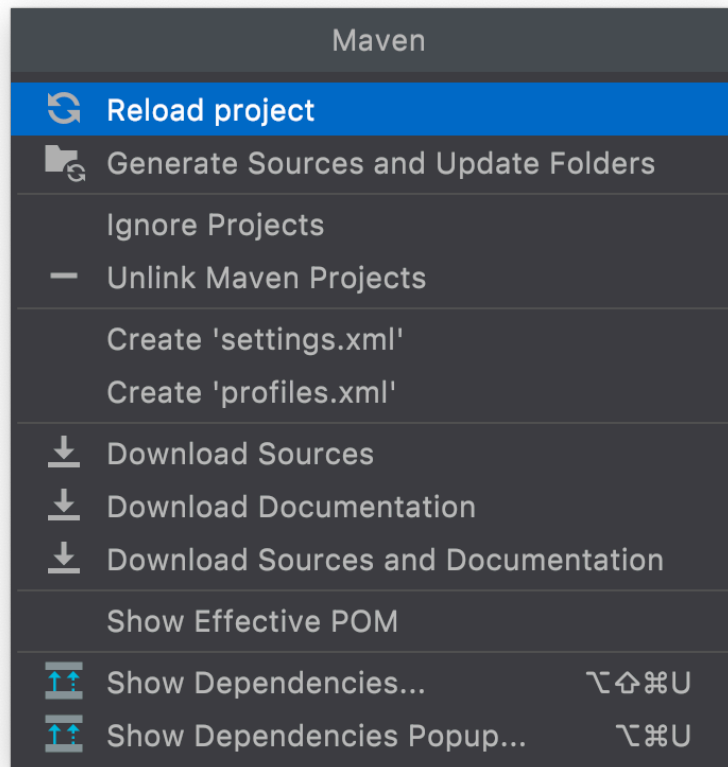 Maven
Reload project
Generate Sources and Update Folders
Ignore Projects
Unlink Maven Projects
Create 'settings.xml'
Create 'profiles.xml'
Download Sources
Download Documentation
Download Sources and Documentation
Show Effective POM
Show Dependencies... ⌥⇧⌘U
Show Dependencies Popup... ⌥⌘U